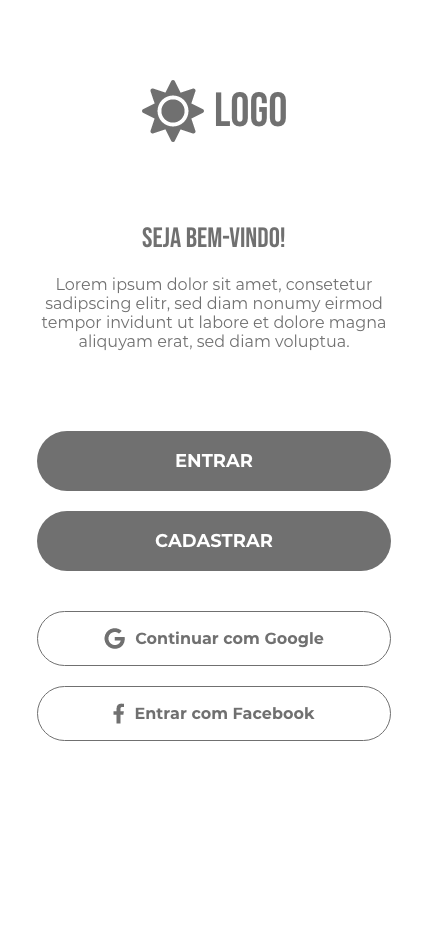 LOGO
SEJA BEM-VINDO!
Lorem ipsum dolor sit amet, consetetur
sadipscing elitr, sed diam nonumy eirmod
tempor invidunt ut labore et dolore magna
aliquyam erat, sed diam voluptua.
ENTRAR
CADASTRAR
Continuar com Google
Entrar com Facebook